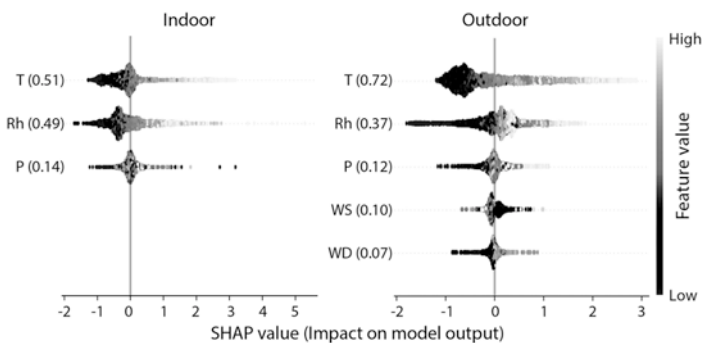 Indoor
Outdoor
High
T (0.51)
Rh (0.49)
P (0.14)
T (0.72)
Rh (0.37)
P (0.12)
WS (0.10)
WD (0.07)
Feature value
Low
-2 -1 0 1 2 3 4 5
-2 -1 0 1 2 3
SHAP value (Impact on model output)